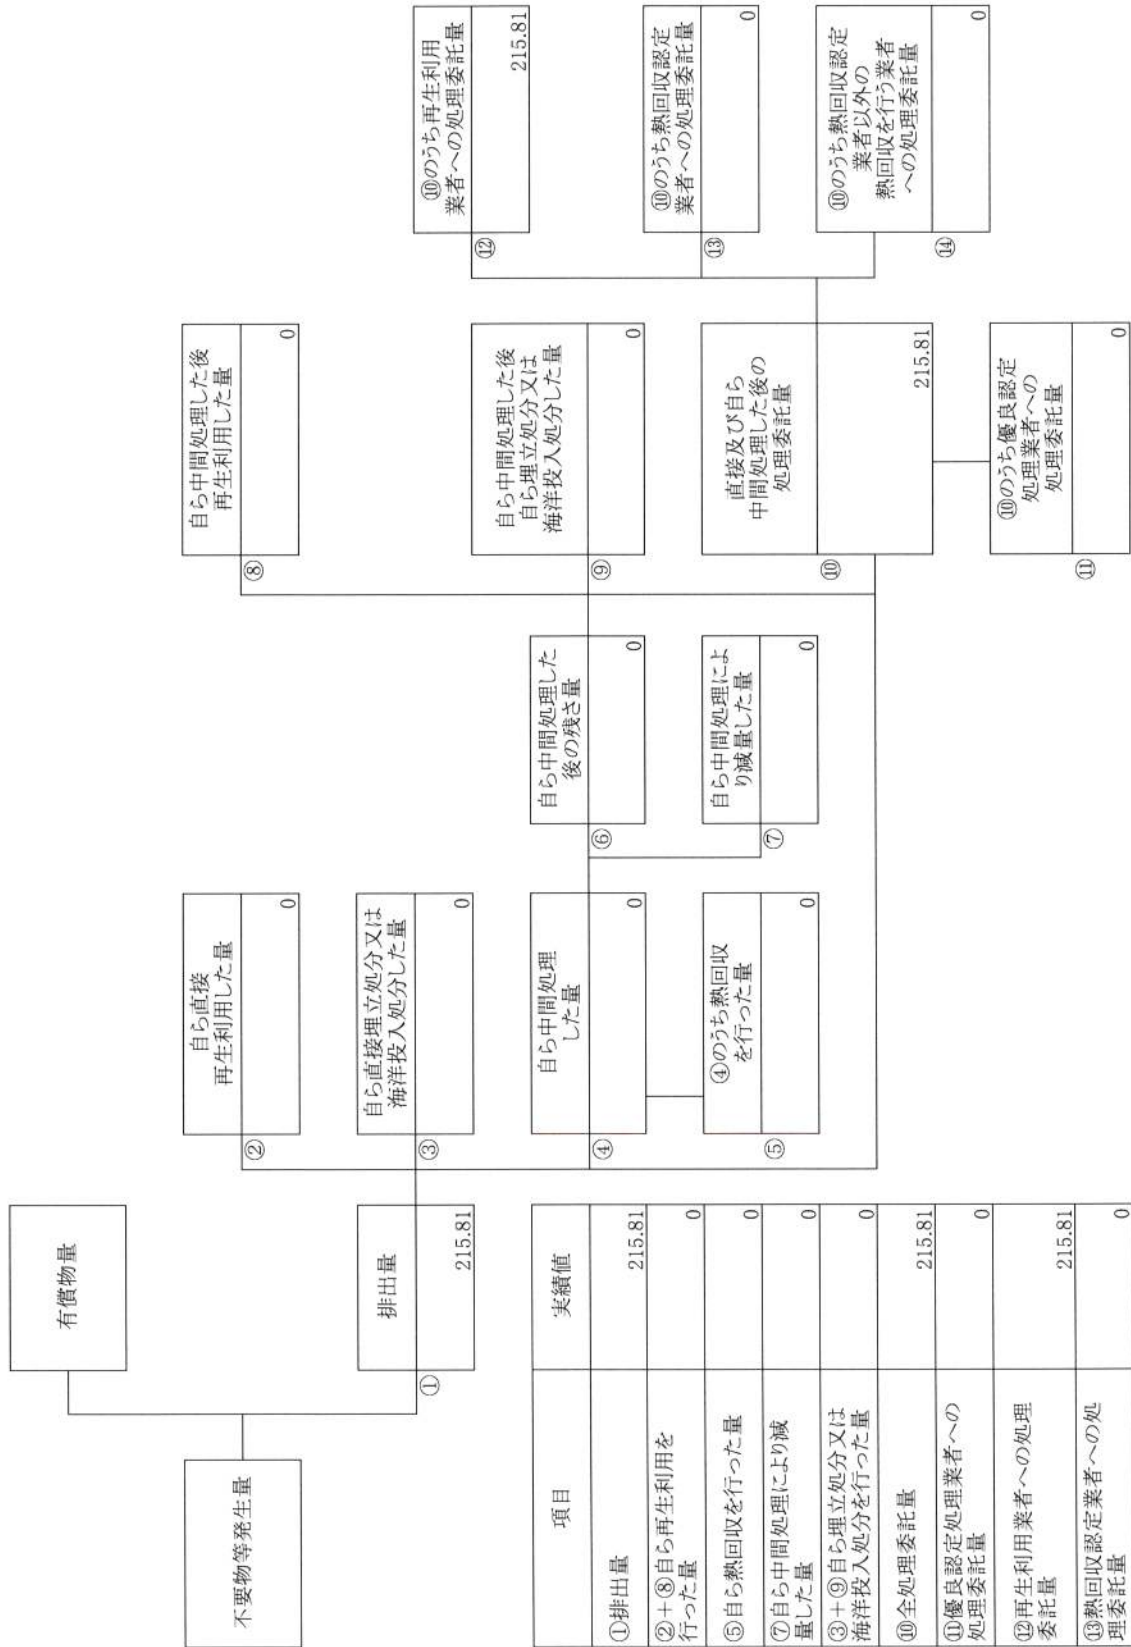 不要物等発生量
有償物量
排出量
①
215.81
自ら直接
再生利用した量
②
0
自ら直接埋立処分又は
海洋投入処分した量
③
0
自ら中間処理
した量
④
0
④のうち熱回収
を行った量
⑤
0
自ら中間処理した
後の残さ量
⑥
0
自ら中間処理によ
り減量した量
⑦
0
自ら中間処理した後
再生利用した量
⑧
0
自ら中間処理した後
自ら埋立処分又は
海洋投入処分した量
⑨
0
直接及び自ら
中間処理した後の
処理委託量
⑩
215.81
⑩のうち優良認定
処理業者への
処理委託量
⑪
0
⑩のうち再生利用
業者への処理委託量
⑫
215.81
⑩のうち熱回収認定
業者への処理委託量
⑬
0
⑩のうち熱回収認定
業者以外の
熱回収を行う業者
への処理委託量
⑭
0
項目 実績値
①排出量 215.81
②+⑧自ら再生利用を
行った量 0
⑤自ら熱回収を行った量 0
⑦自ら中間処理により減
量した量 0
③+⑨自ら埋立処分又は
海洋投入処分を行った量 0
⑩全処理委託量 215.81
⑪優良認定処理業者への
処理委託量 0
⑫再生利用業者への処理
委託量 215.81
⑬熱回収認定業者への処
理委託量 0